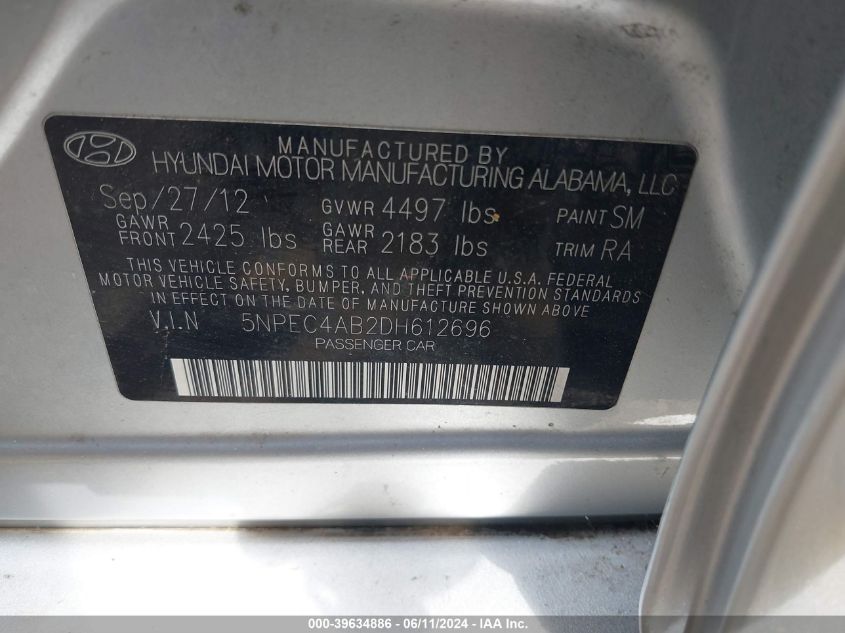 MANUFACTURED BY
HYUNDAI MOTOR MANUFACTURING ALABAMA, LLC
Sep/27/12 GVWR 4497 lbs PAINT SM
GAWR FRONT 2425 lbs GAWR REAR 2183 lbs TRIM RA
THIS VEHICLE CONFORMS TO ALL APPLICABLE U.S.A. FEDERAL
MOTOR VEHICLE SAFETY, BUMPER, AND THEFT PREVENTION STANDARDS
IN EFFECT ON THE DATE OF MANUFACTURE SHOWN ABOVE
V.I.N 5NPEC4AB2DH612696
PASSENGER CAR
000-39634886 - 06/11/2024 - IAA Inc.